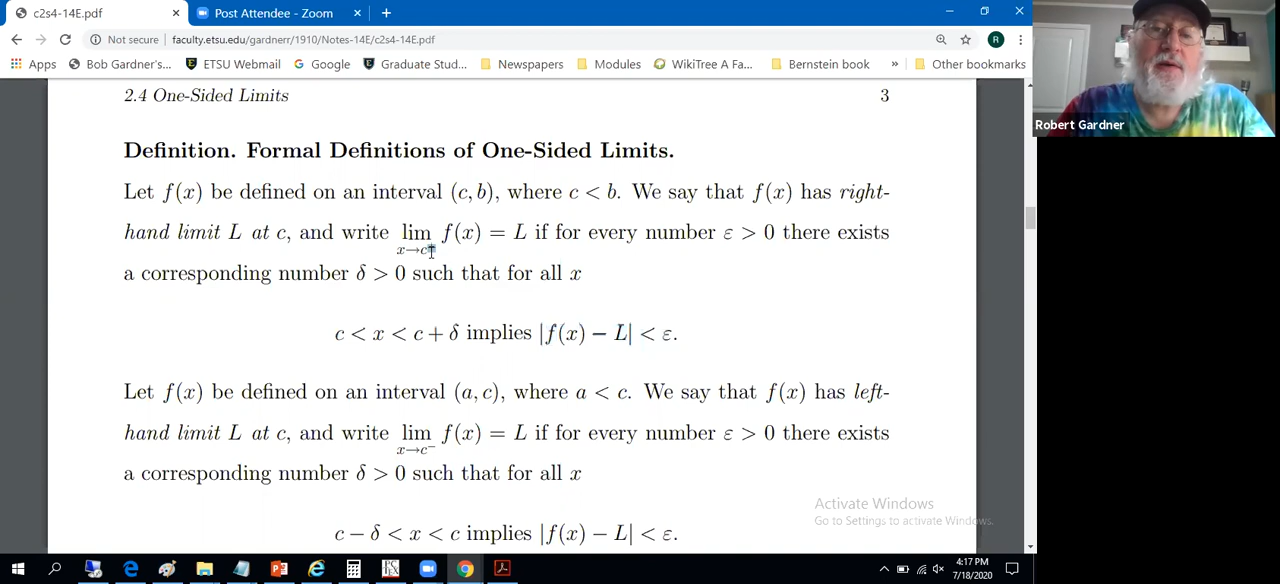 c2s4-14E.pdf
Post Attendee - Zoom
Not secure | faculty.etsu.edu/gardnerr/1910/Notes-14E/c2s4-14E.pdf
R
Apps Bob Gardner's... ETSU Webmail Google Graduate Stud... Newspapers Modules WikiTree A Fa... Bernstein book » Other bookmarks
2.4 One-Sided Limits 3
Definition. Formal Definitions of One-Sided Limits.
Let f(x) be defined on an interval (c, b), where c < b. We say that f(x) has right-
hand limit L at c, and write lim f(x) = L if for every number ε > 0 there exists
x→c⁺
a corresponding number δ > 0 such that for all x
c < x < c + δ implies |f(x) − L| < ε.
Let f(x) be defined on an interval (a, c), where a < c. We say that f(x) has left-
hand limit L at c, and write lim f(x) = L if for every number ε > 0 there exists
x→c⁻
a corresponding number δ > 0 such that for all x
c − δ < x < c implies |f(x) − L| < ε.
Activate Windows
Go to Settings to activate Windows.
Robert Gardner
4:17 PM
7/18/2020